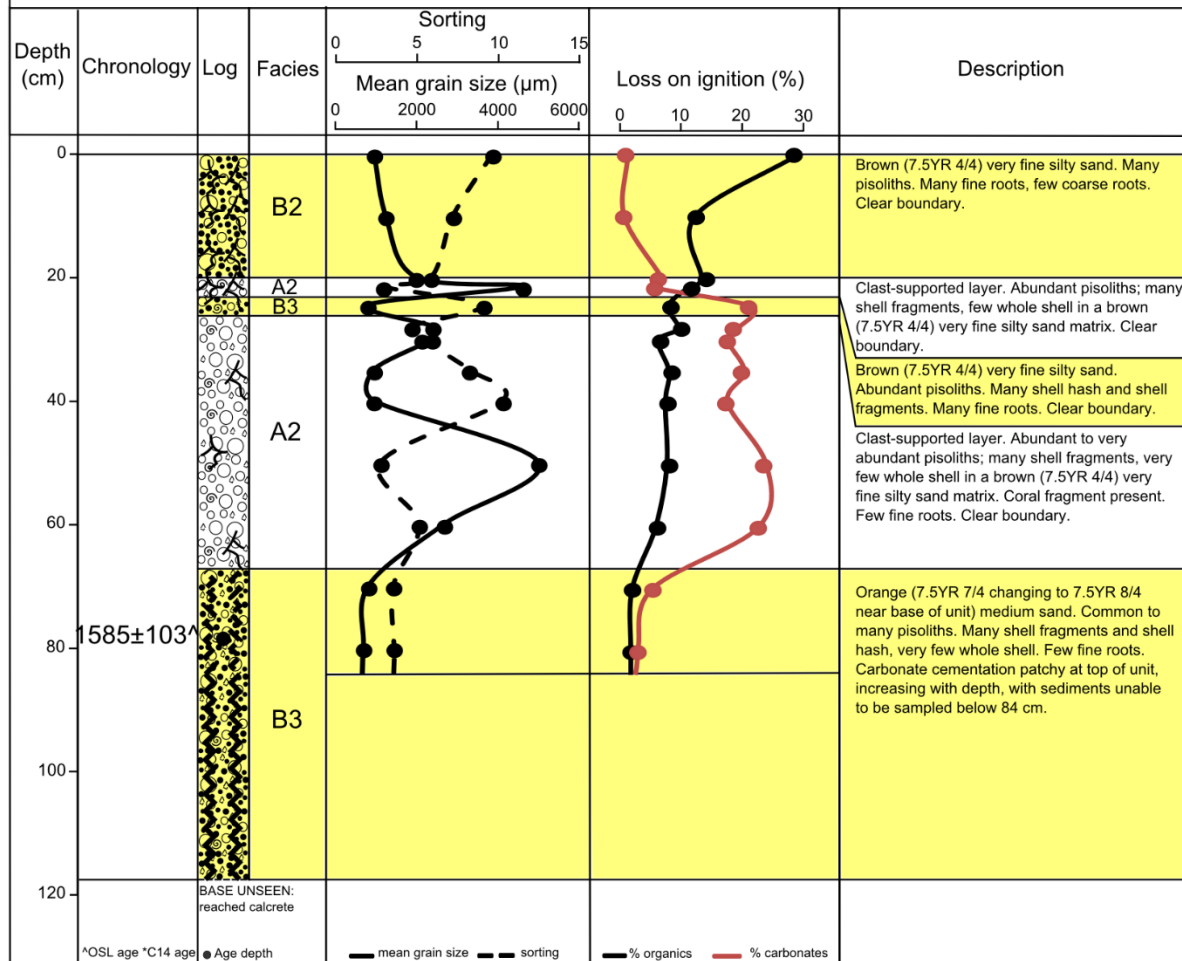 Depth
(cm)
Chronology
Log
Facies
Sorting
0 5 10 15
Mean grain size (µm)
0 2000 4000 6000
Loss on ignition (%)
0 10 20 30
Description
0
20
40
60
80
100
120
1585±103^
B2
A2
B3
A2
B3
Brown (7.5YR 4/4) very fine silty sand. Many
pisoliths. Many fine roots, few coarse roots.
Clear boundary.
Clast-supported layer. Abundant pisoliths; many
shell fragments, few whole shell in a brown
(7.5YR 4/4) very fine silty sand matrix. Clear
boundary.
Brown (7.5YR 4/4) very fine silty sand.
Abundant pisoliths. Many shell hash and shell
fragments. Many fine roots. Clear boundary.
Clast-supported layer. Abundant to very
abundant pisoliths; many shell fragments, very
few whole shell in a brown (7.5YR 4/4) very
fine silty sand matrix. Coral fragment present.
Few fine roots. Clear boundary.
Orange (7.5YR 7/4 changing to 7.5YR 8/4
near base of unit) medium sand. Common to
many pisoliths. Many shell fragments and shell
hash, very few whole shell. Few fine roots.
Carbonate cementation patchy at top of unit,
increasing with depth, with sediments unable
to be sampled below 84 cm.
BASE UNSEEN:
reached calcrete
^OSL age *C14 age
Age depth
mean grain size
sorting
% organics
% carbonates